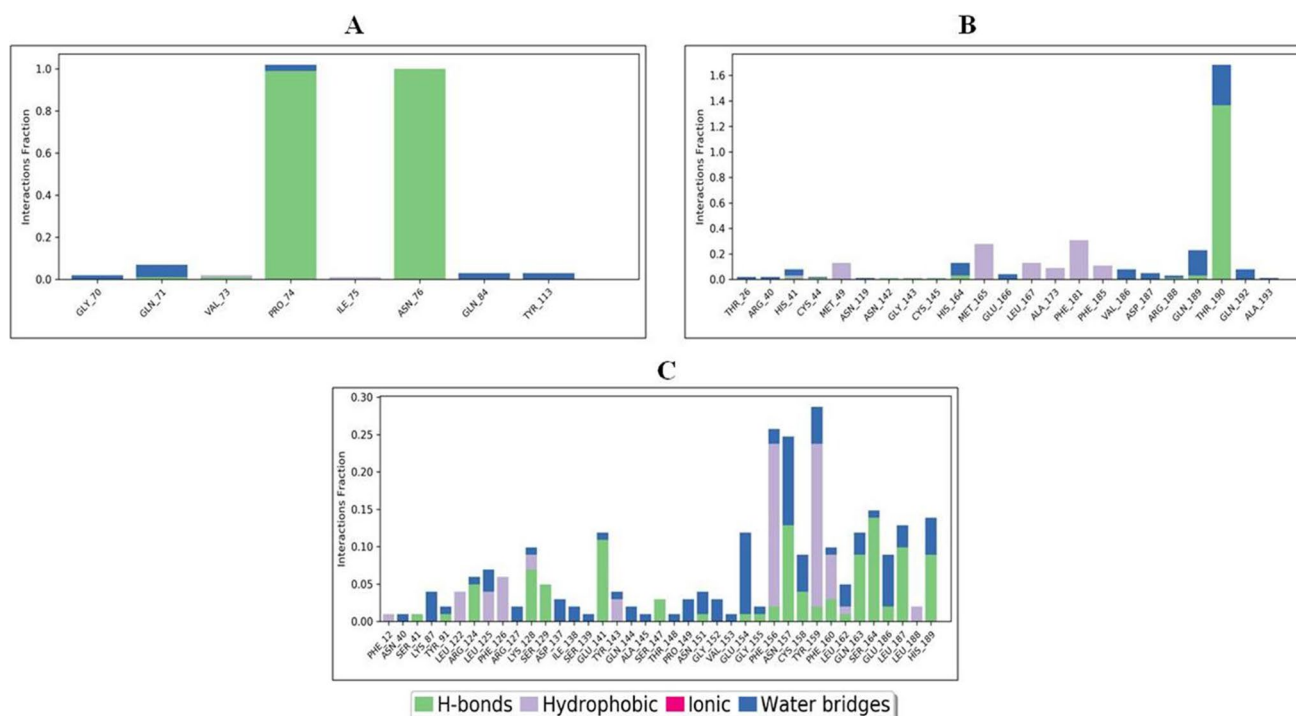 A
Interactions Fraction
1.0
0.8
0.6
0.4
0.2
0.0
GLY_70
GLN_71
VAL_73
PRO_74
ILE_75
ASN_76
GLN_84
TYR_113
B
Interactions Fraction
1.6
1.4
1.2
1.0
0.8
0.6
0.4
0.2
0.0
THR_26
ARG_40
HIS_41
CYS_44
MET_49
ASN_119
ASN_142
GLY_143
CYS_145
HIS_164
MET_165
GLU_166
LEU_167
ALA_173
PHE_181
PHE_185
VAL_186
ASP_187
ARG_188
GLN_189
THR_190
GLN_192
ALA_193
C
Interactions Fraction
0.30
0.25
0.20
0.15
0.10
0.05
0.00
PHE_12
ASN_40
SER_41
LYS_87
TYR_91
LEU_122
ARG_124
LEU_125
PHE_126
ARG_127
LYS_128
SER_129
ASP_137
ILE_138
SER_139
GLU_141
TYR_143
GLN_144
ALA_145
SER_147
THR_148
PRO_149
ASN_151
GLY_152
VAL_153
GLU_154
GLY_155
PHE_156
ASN_157
CYS_158
TYR_159
PHE_160
LEU_162
GLN_163
SER_164
GLU_186
LEU_187
LEU_188
HIS_189
H-bonds Hydrophobic Ionic Water bridges